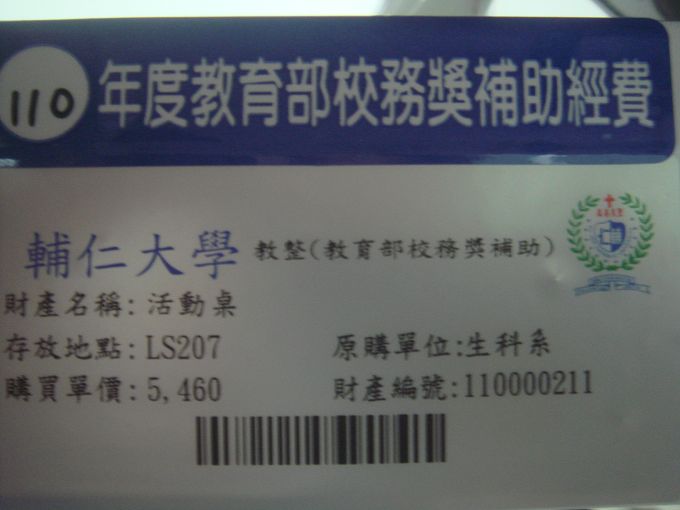 110 年度教育部校務獎補助經費
輔仁大學 教整(教育部校務獎補助)
財產名稱: 活動桌
存放地點: LS207 原購單位:生科系
購買單價: 5,460 財產編號:110000211